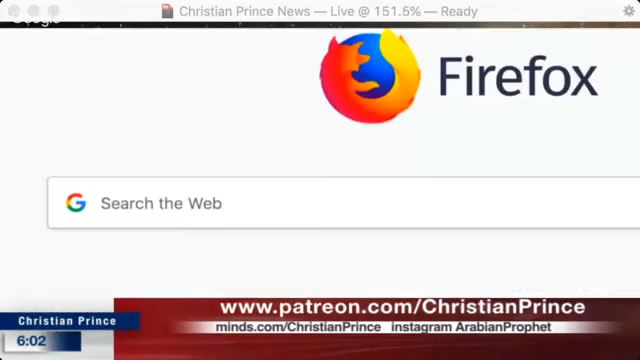 Christian Prince News — Live @ 151.5% — Ready
Google
Firefox
Search the Web
www.patreon.com/ChristianPrince
Christian Prince
minds.com/ChristianPrince instagram ArabianProphet
6:02